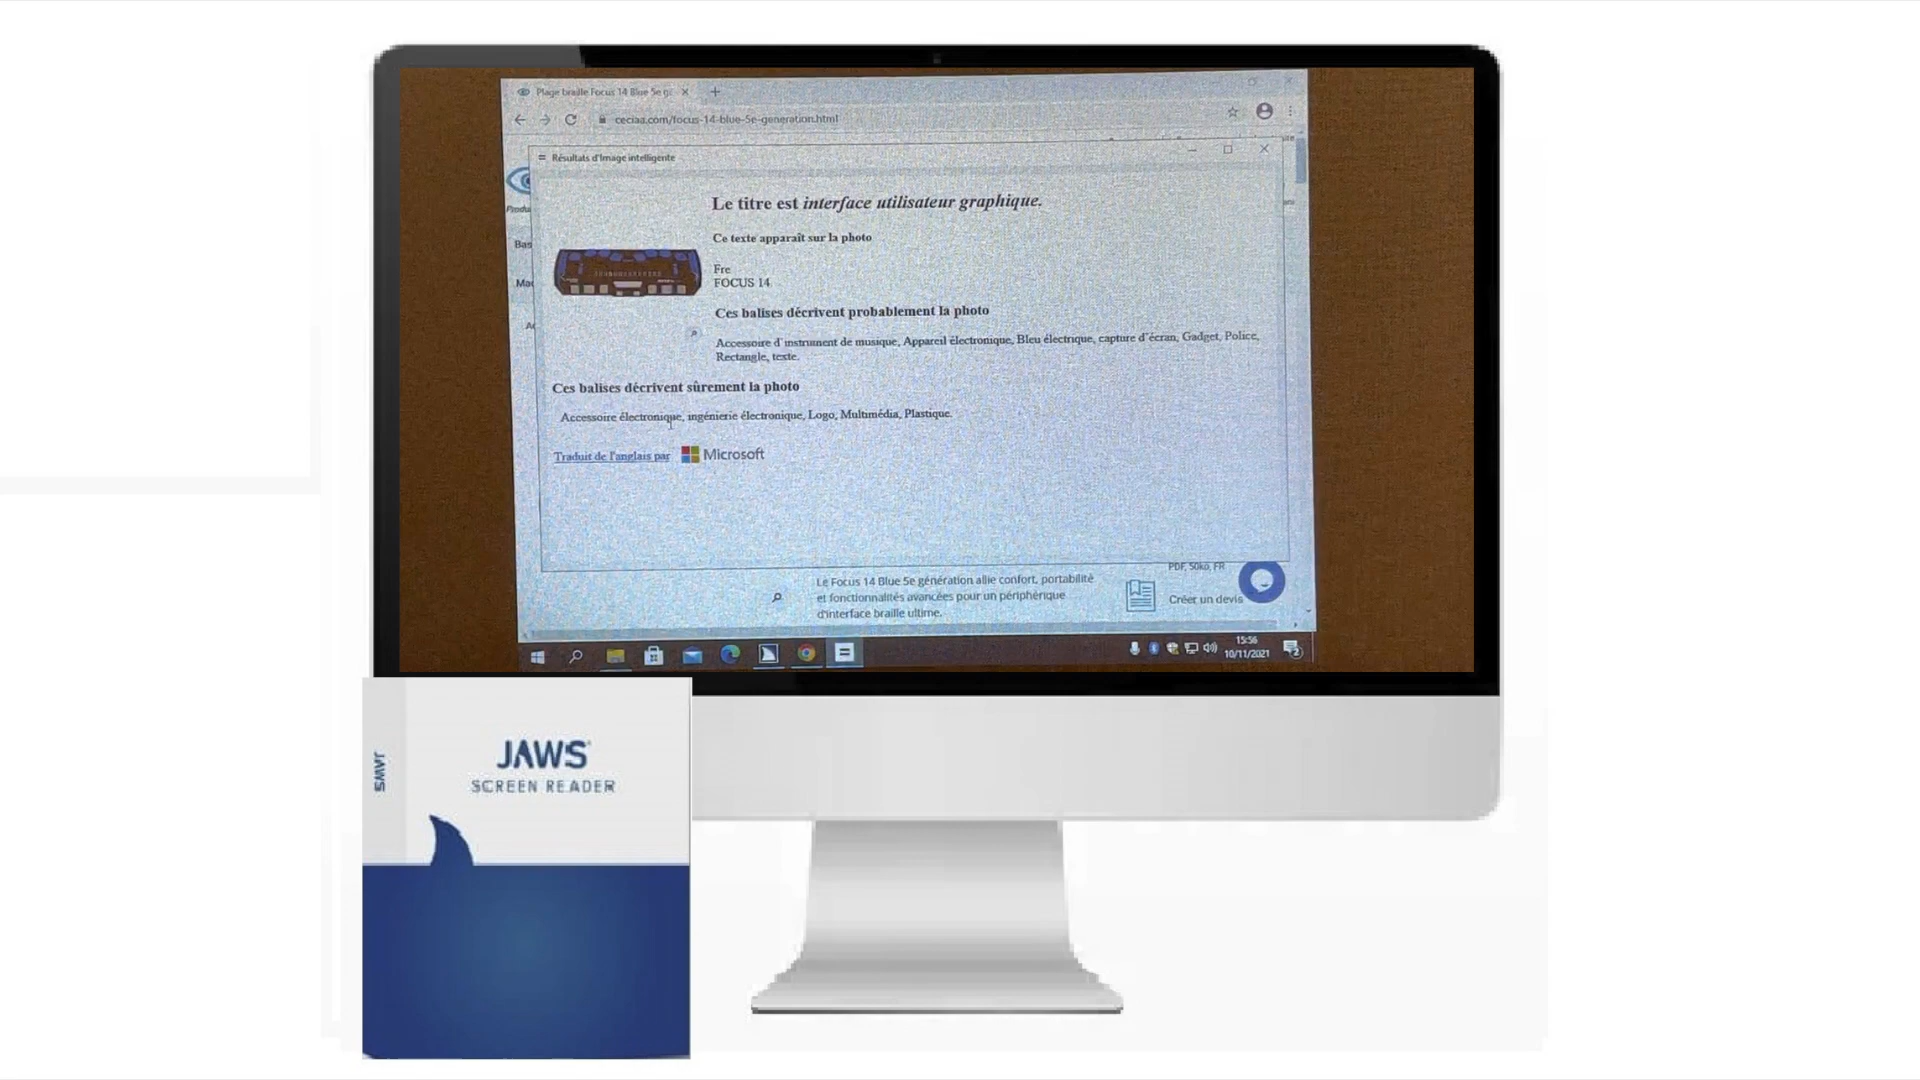 Plage braille Focus 14 Blue 5e g
ceciaa.com/focus-14-blue-5e-generation.html
Résultats d'Image intelligente
Le titre est interface utilisateur graphique.
Ce texte apparaît sur la photo
Fre
FOCUS 14
Ces balises décrivent probablement la photo
Accessoire d'instrument de musique, Appareil électronique, Bleu électrique, capture d'écran, Gadget, Police,
Rectangle, texte.
Ces balises décrivent sûrement la photo
Accessoire électronique, ingénierie électronique, Logo, Multimédia, Plastique.
Traduit de l'anglais par Microsoft
Produ
Bas
Le Focus 14 Blue 5e génération allie confort, portabilité
et fonctionnalités avancées pour un périphérique
d'interface braille ultime.
PDF, 50ko, FR
Créer un devis
15:56
10/11/2021
2
JAWS
JAWS
SCREEN READER